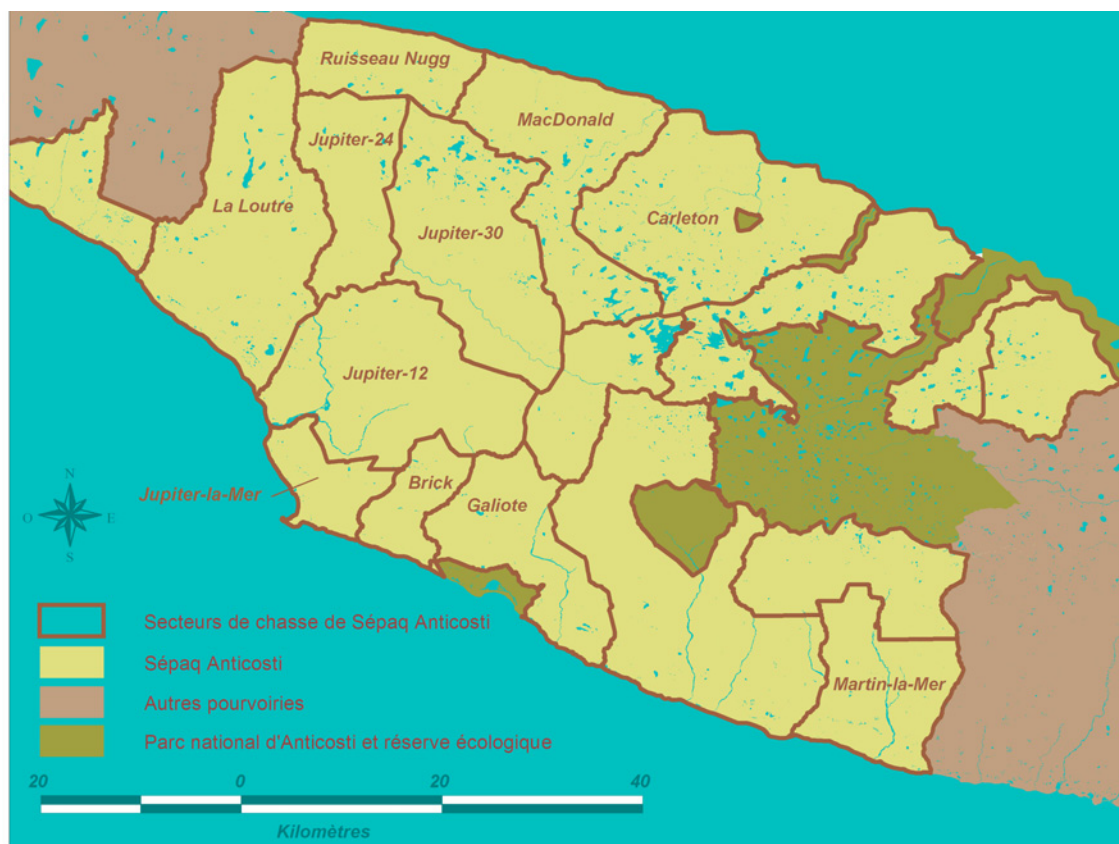 Ruisseau Nugg
MacDonald
Jupiter-24
La Loutre
Jupiter-30
Carleton
Jupiter-12
Jupiter-la-Mer
Brick
Galiote
Martin-la-Mer
N
O
E
S
Secteurs de chasse de Sépaq Anticosti
Sépaq Anticosti
Autres pourvoiries
Parc national d'Anticosti et réserve écologique
20 0 20 40
Kilomètres